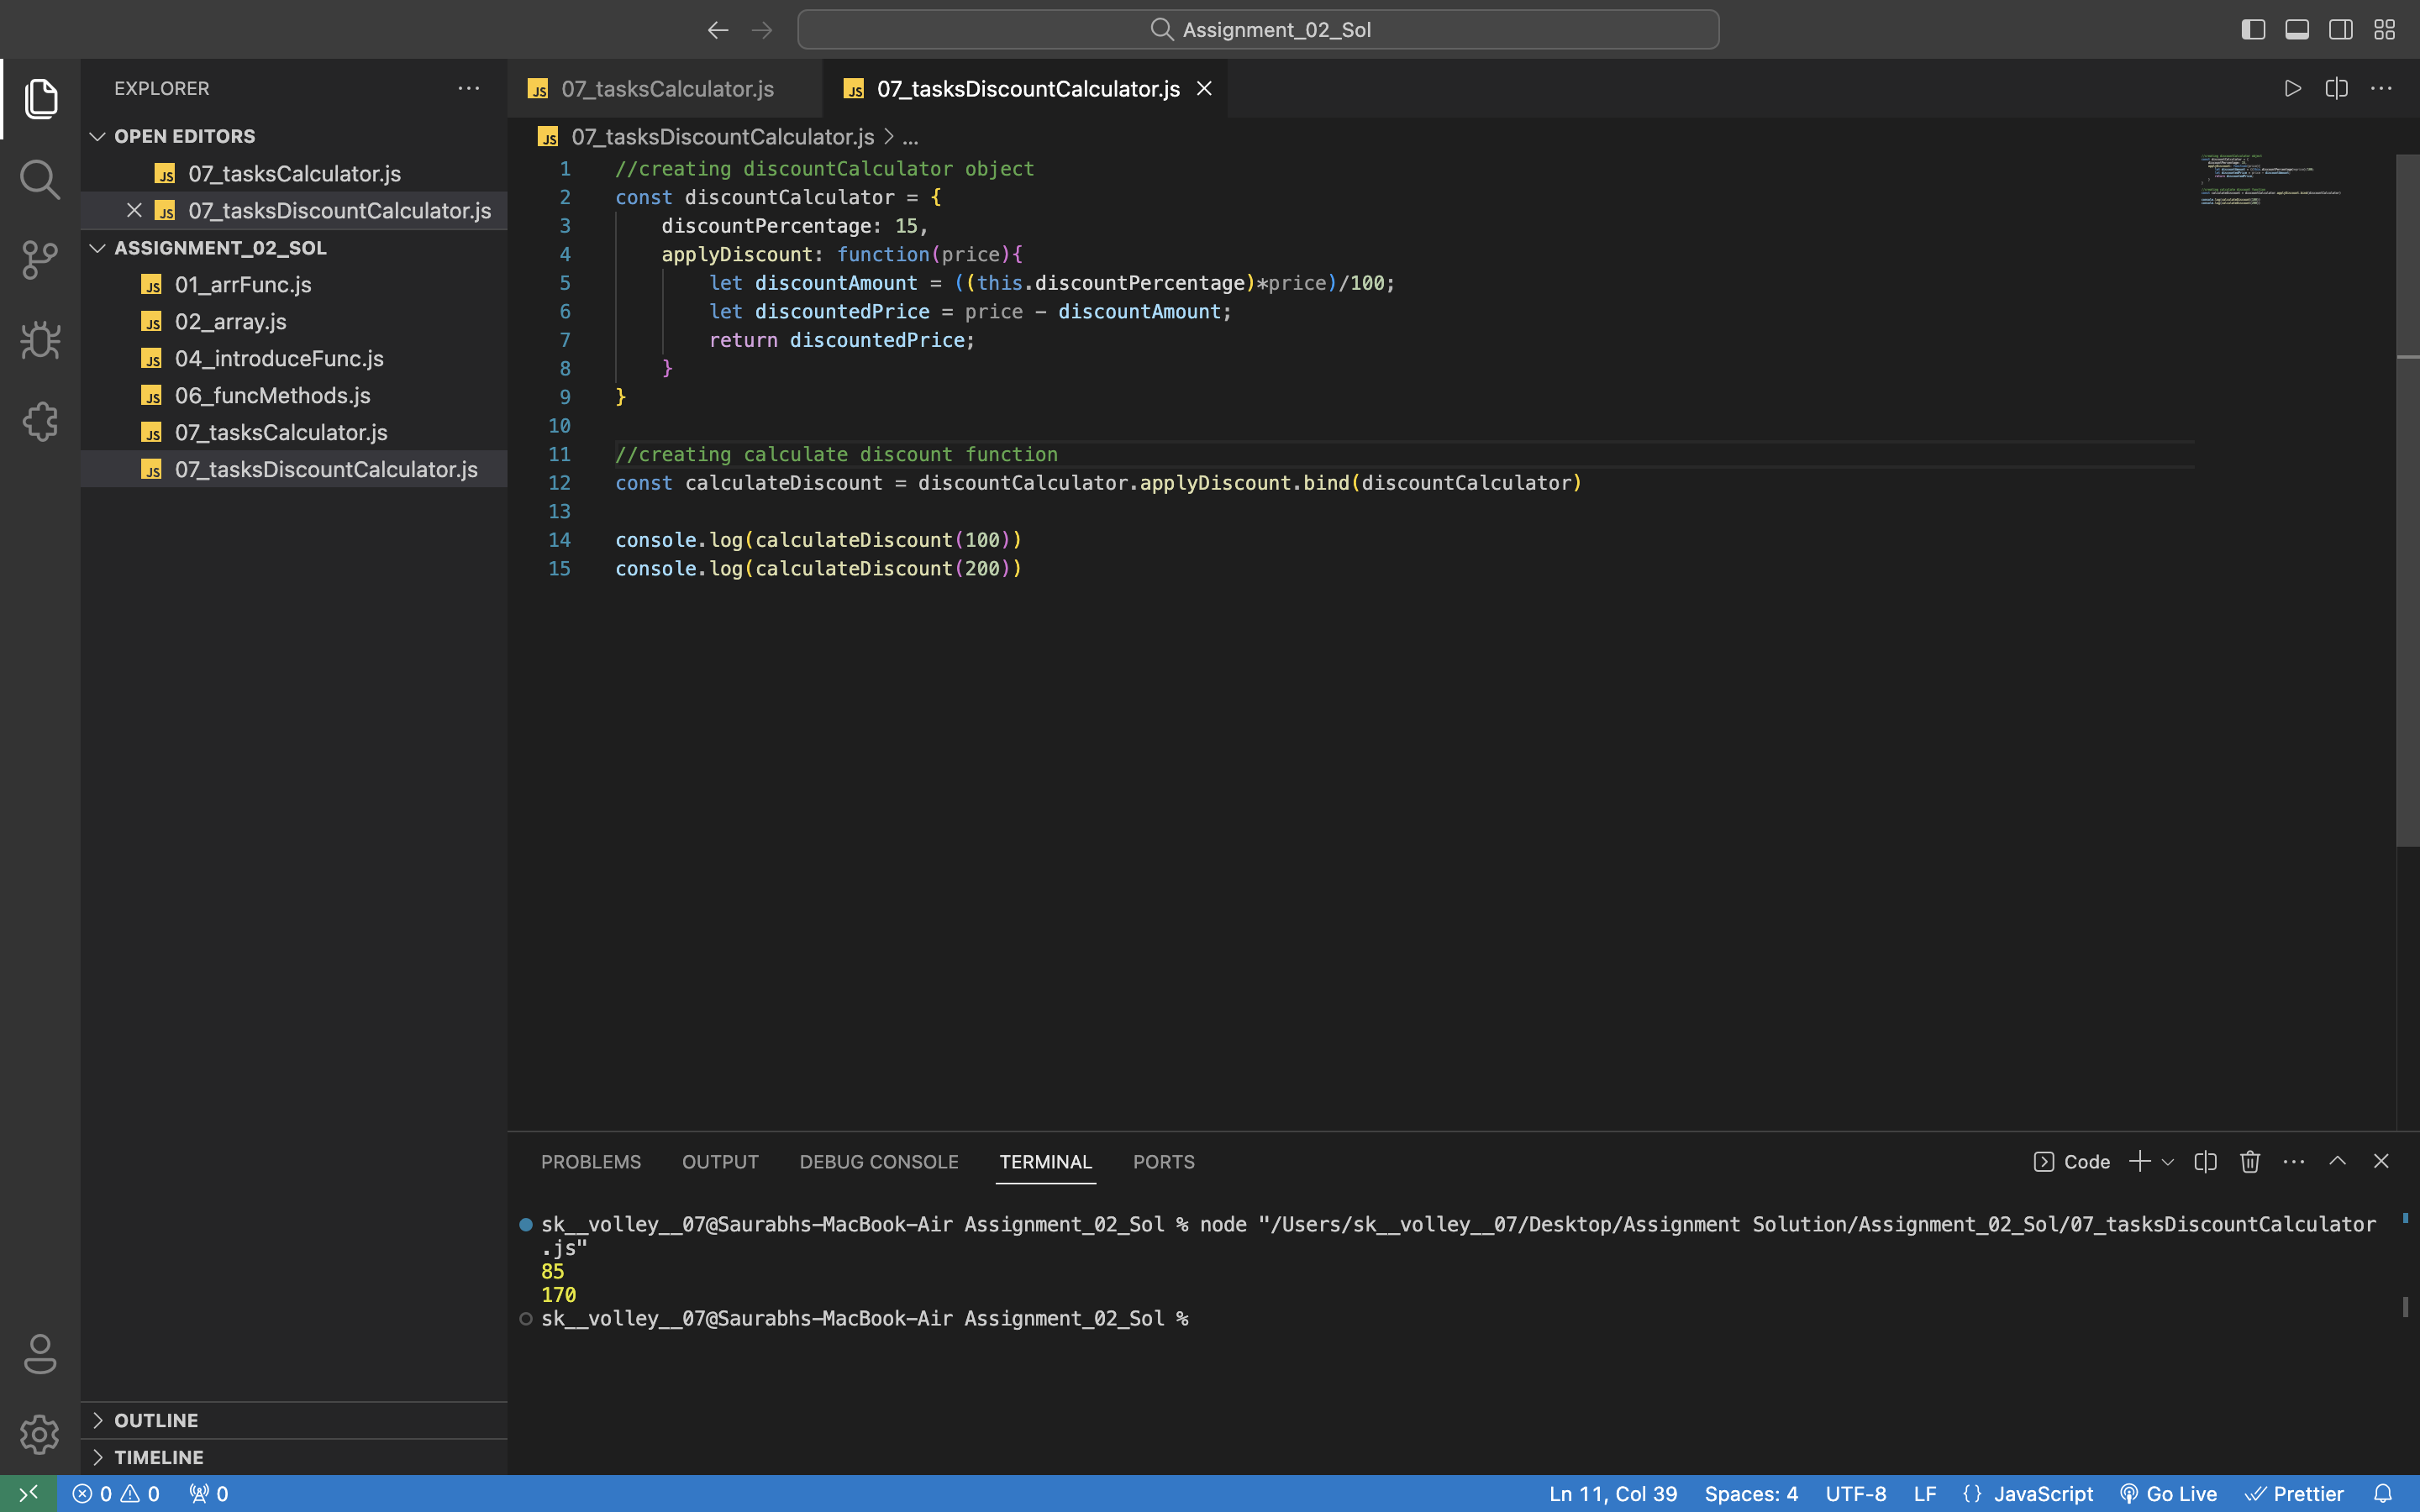 Assignment_02_Sol
EXPLORER
OPEN EDITORS
JS 07_tasksCalculator.js
JS 07_tasksDiscountCalculator.js
ASSIGNMENT_02_SOL
JS 01_arrFunc.js
JS 02_array.js
JS 04_introduceFunc.js
JS 06_funcMethods.js
JS 07_tasksCalculator.js
JS 07_tasksDiscountCalculator.js
OUTLINE
TIMELINE
JS 07_tasksCalculator.js
JS 07_tasksDiscountCalculator.js
JS 07_tasksDiscountCalculator.js > ...
1 //creating discountCalculator object
2 const discountCalculator = {
3 discountPercentage: 15,
4 applyDiscount: function(price){
5 let discountAmount = ((this.discountPercentage)*price)/100;
6 let discountedPrice = price - discountAmount;
7 return discountedPrice;
8 }
9 }
10
11 //creating calculate discount function
12 const calculateDiscount = discountCalculator.applyDiscount.bind(discountCalculator)
13
14 console.log(calculateDiscount(100))
15 console.log(calculateDiscount(200))
PROBLEMS OUTPUT DEBUG CONSOLE TERMINAL PORTS
Code
sk__volley__07@Saurabhs-MacBook-Air Assignment_02_Sol % node "/Users/sk__volley__07/Desktop/Assignment Solution/Assignment_02_Sol/07_tasksDiscountCalculator
.js"
85
170
sk__volley__07@Saurabhs-MacBook-Air Assignment_02_Sol %
0 0 0
Ln 11, Col 39 Spaces: 4 UTF-8 LF {} JavaScript Go Live Prettier